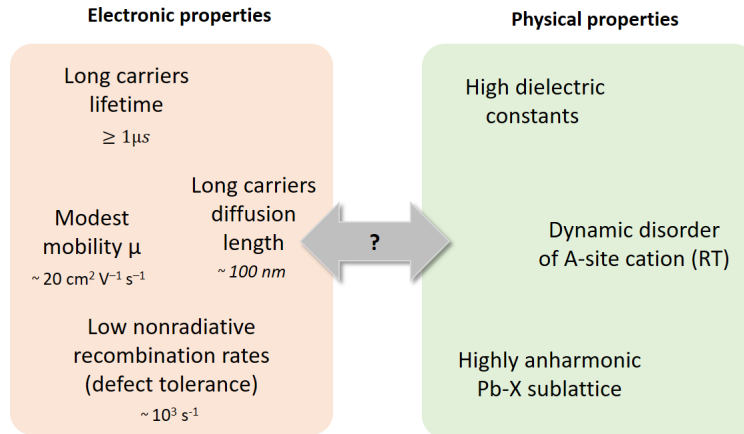 Electronic properties
Long carriers
lifetime
≥ 1μs
Long carriers
diffusion
length
~ 100 nm
Modest
mobility μ
~ 20 cm² V⁻¹ s⁻¹
Low nonradiative
recombination rates
(defect tolerance)
~ 10³ s⁻¹
?
Physical properties
High dielectric
constants
Dynamic disorder
of A-site cation (RT)
Highly anharmonic
Pb-X sublattice